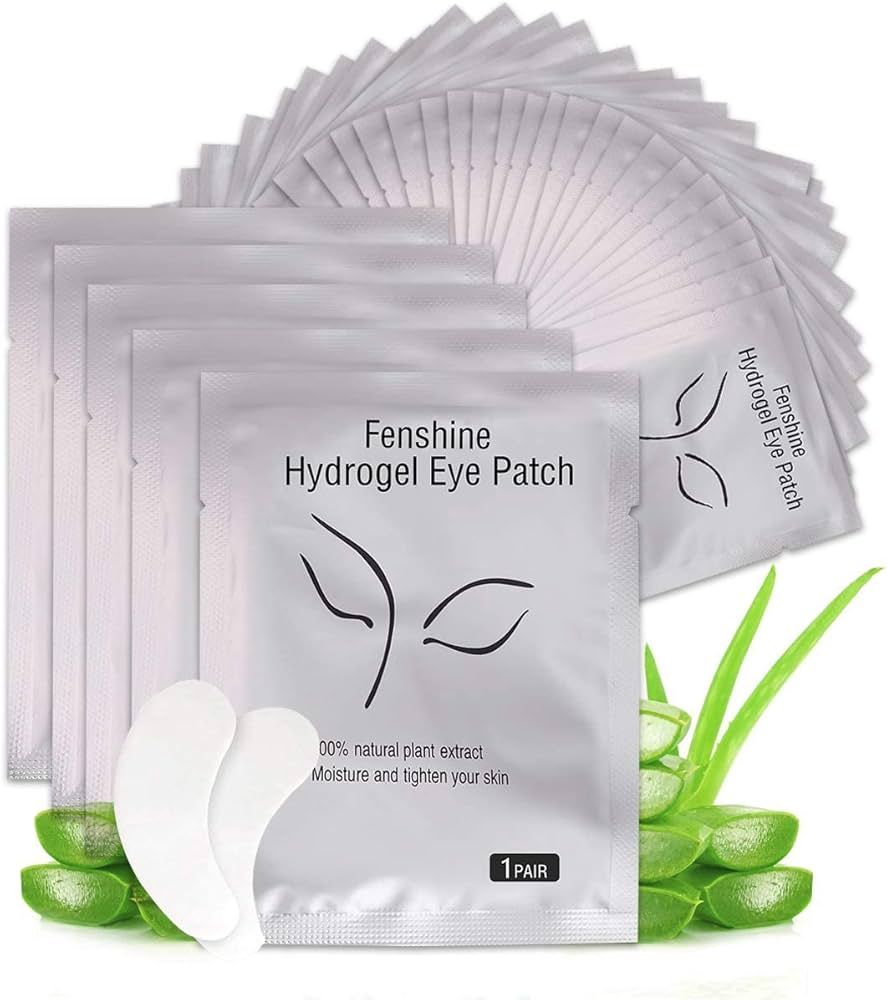 Fenshine
Hydrogel Eye Patch
00% natural plant extract
Moisture and tighten your skin
1 PAIR
Fenshine
Hydrogel Eye Patch